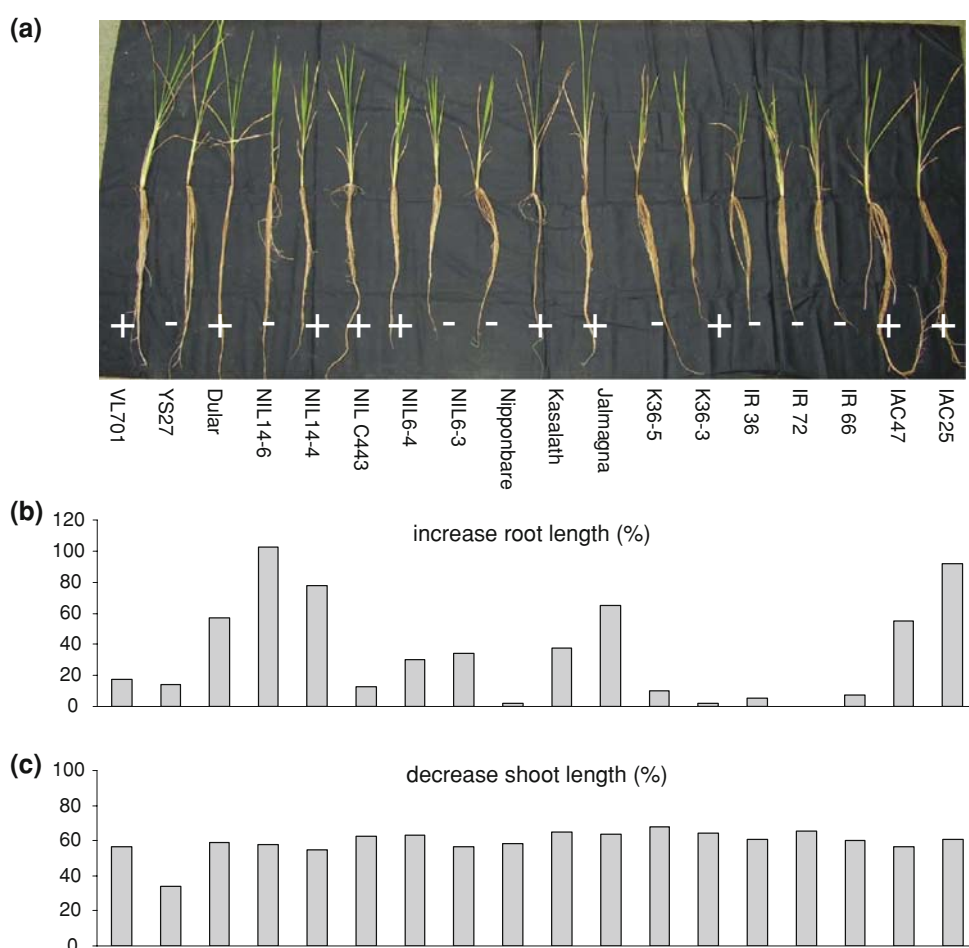 (a)
+ - + - + + + - - + + - + - - - + +
VL701
YS27
Dular
NIL14-6
NIL14-4
NIL C443
NIL6-4
NIL6-3
Nipponbare
Kasalath
Jalmagna
K36-5
K36-3
IR 36
IR 72
IR 66
IAC47
IAC25
(b)
increase root length (%)
120
100
80
60
40
20
0
(c)
decrease shoot length (%)
100
80
60
40
20
0